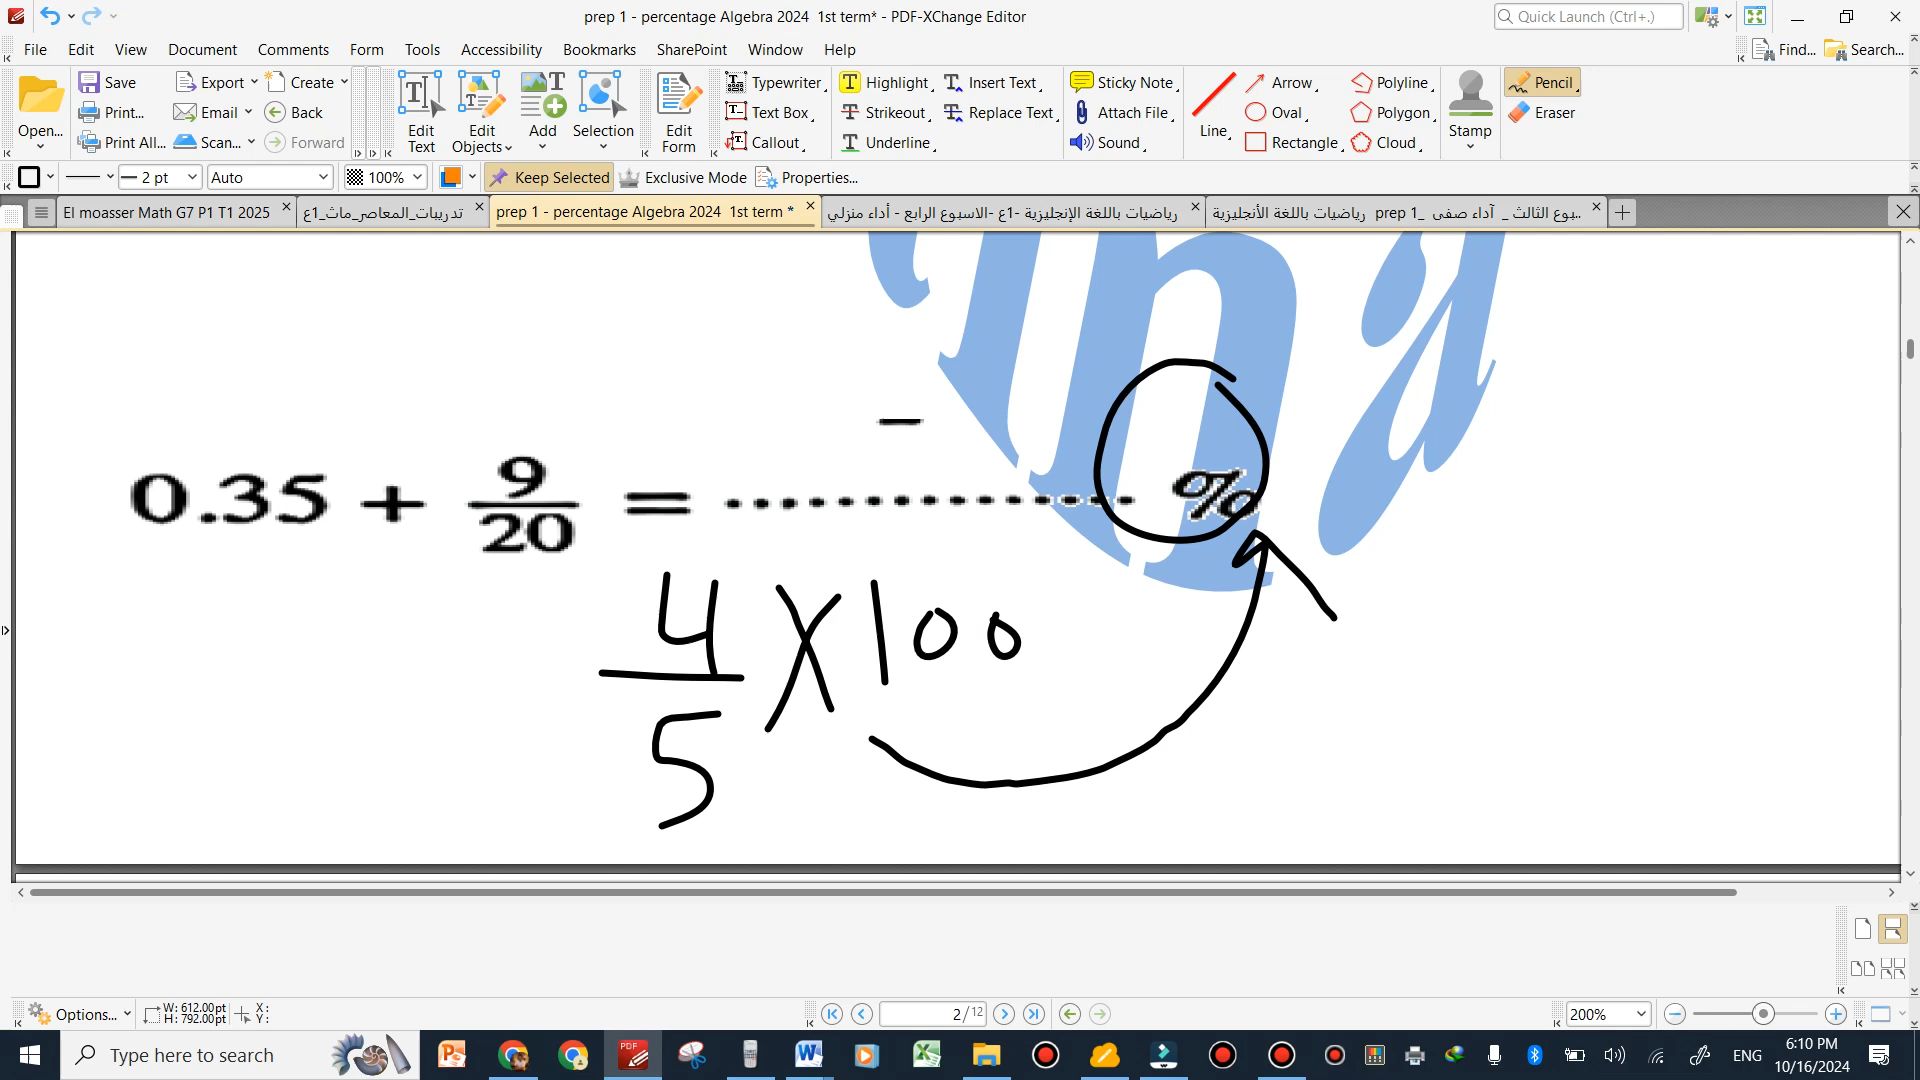 prep 1 - percentage Algebra 2024 1st term* - PDF-XChange Editor
Quick Launch (Ctrl+.)
File Edit View Document Comments Form Tools Accessibility Bookmarks SharePoint Window Help
Find... Search...
Open... Save Export Create Edit Text Edit Objects Add Selection Edit Form Typewriter Highlight Insert Text Sticky Note Line Arrow Polyline Stamp Pencil
Print... Email Back Text Box Strikeout Replace Text Attach File Oval Polygon Eraser
Print All... Scan... Forward Callout Underline Sound Rectangle Cloud
2 pt Auto 100% Keep Selected Exclusive Mode Properties...
El moasser Math G7 P1 T1 2025 تدريبات_المعاصر_ماث_1ع prep 1 - percentage Algebra 2024 1st term * رياضيات باللغة الإنجليزية -1ع -الاسبوع الرابع - أداء منزلي رياضيات باللغة الأنجليزية prep 1_ بوع الثالث _ آداء صفى..
0.35 + 9/20 = ............... %
4/5 X 100
Options... W: 612.00pt H: 792.00pt X: Y: 2 / 12 200%
Type here to search ENG 6:10 PM 10/16/2024